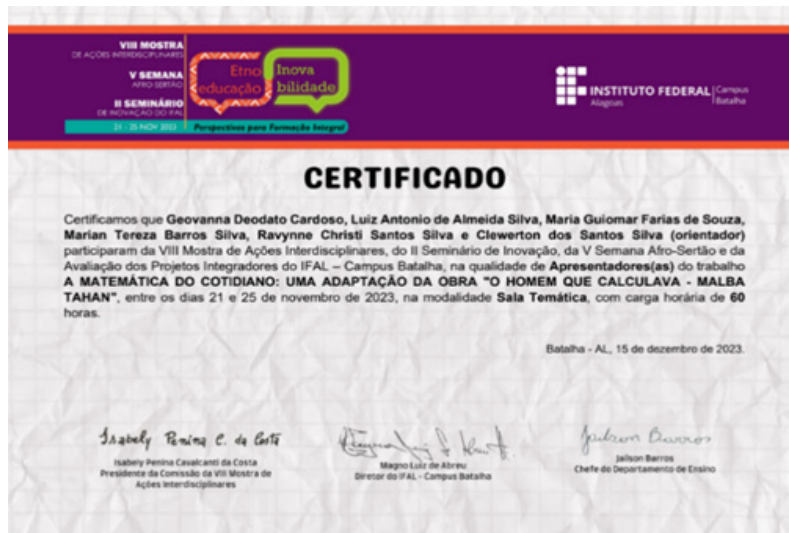 VIII MOSTRA
DE AÇÕES INTERDISCIPLINARES
V SEMANA
AFRO-SERTÃO
II SEMINÁRIO
DE INOVAÇÃO DO IFAL
21 - 25 NOV 2023
Etno
educação
Inova
bilidade
Perspectivas para Formação Integral
INSTITUTO FEDERAL
Alagoas
Campus
Batalha
CERTIFICADO
Certificamos que Geovanna Deodato Cardoso, Luiz Antonio de Almeida Silva, Maria Guiomar Farias de Souza,
Marian Tereza Barros Silva, Ravynne Christi Santos Silva e Clewerton dos Santos Silva (orientador)
participaram da VIII Mostra de Ações Interdisciplinares, do II Seminário de Inovação, da V Semana Afro-Sertão e da
Avaliação dos Projetos Integradores do IFAL – Campus Batalha, na qualidade de Apresentadores(as) do trabalho
A MATEMÁTICA DO COTIDIANO: UMA ADAPTAÇÃO DA OBRA "O HOMEM QUE CALCULAVA - MALBA
TAHAN", entre os dias 21 e 25 de novembro de 2023, na modalidade Sala Temática, com carga horária de 60
horas.
Batalha - AL, 15 de dezembro de 2023.
Isabely Penina C. da Costa
Isabery Penina Cavalcanti da Costa
Presidente da Comissão da VIII Mostra de
Ações Interdisciplinares
Magno Luiz de Abreu
Diretor do IFAL - Campus Batalha
Jailson Barros
Jailson Barros
Chefe do Departamento de Ensino